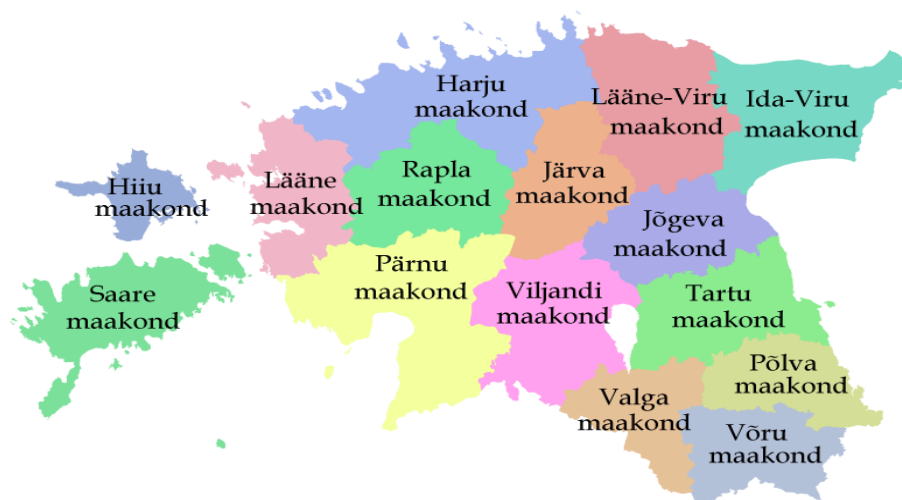 Harju
maakond
Lääne-Viru
maakond
Ida-Viru
maakond
Hiiu
maakond
Lääne
maakond
Rapla
maakond
Järva
maakond
Jõgeva
maakond
Saare
maakond
Pärnu
maakond
Viljandi
maakond
Tartu
maakond
Põlva
maakond
Valga
maakond
Võru
maakond